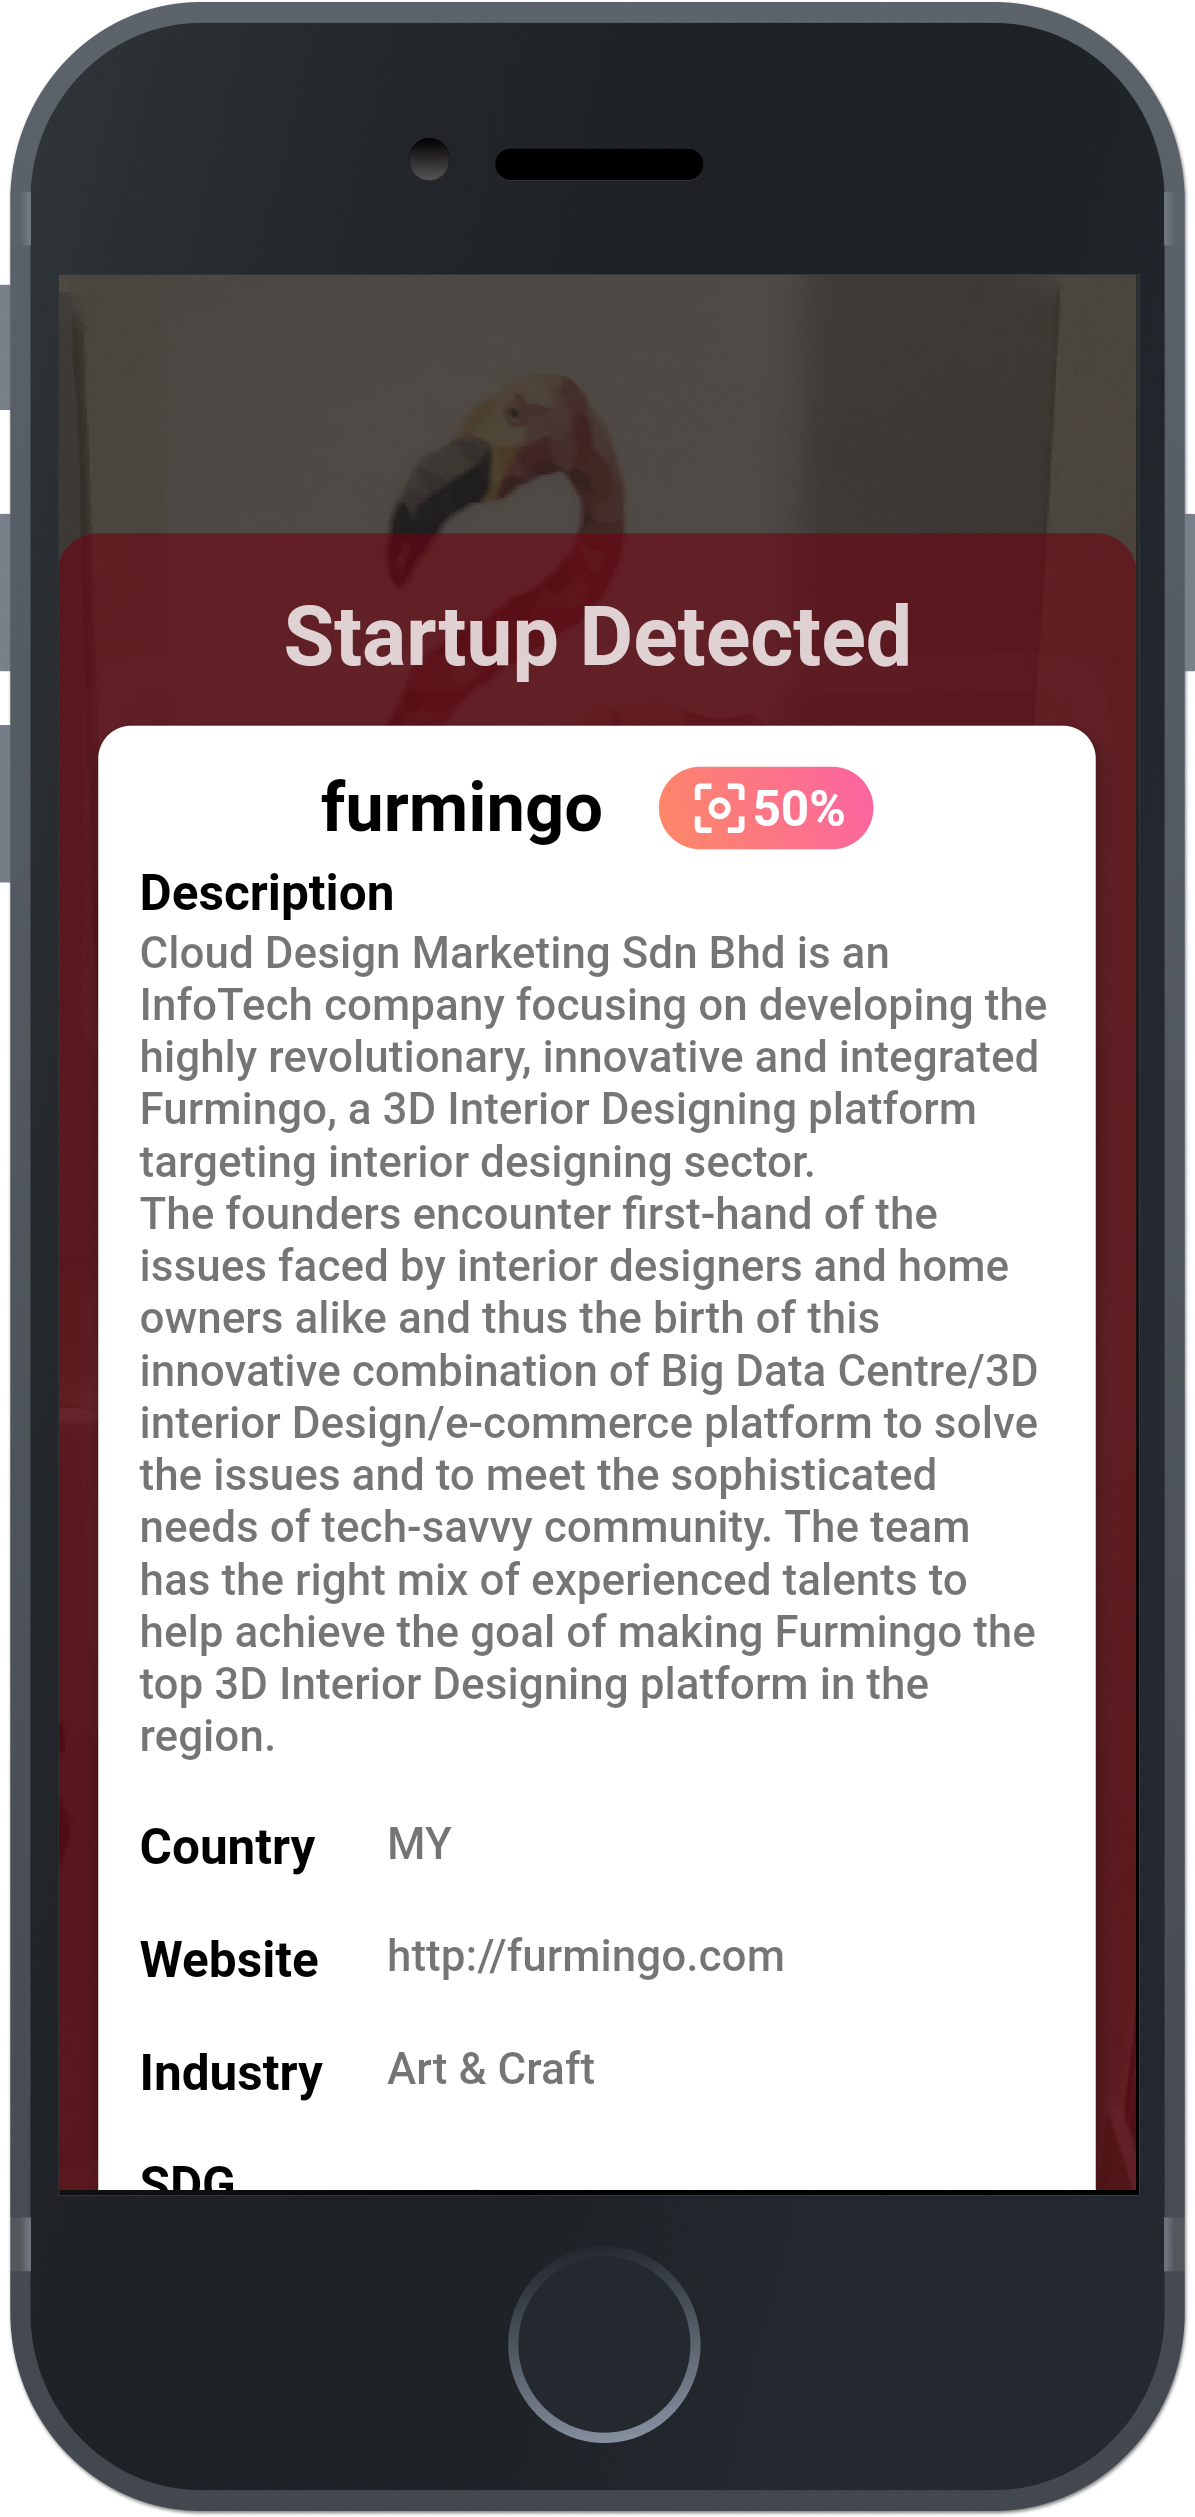 Startup Detected
furmingo 50%
Description
Cloud Design Marketing Sdn Bhd is an
InfoTech company focusing on developing the
highly revolutionary, innovative and integrated
Furmingo, a 3D Interior Designing platform
targeting interior designing sector.
The founders encounter first-hand of the
issues faced by interior designers and home
owners alike and thus the birth of this
innovative combination of Big Data Centre/3D
interior Design/e-commerce platform to solve
the issues and to meet the sophisticated
needs of tech-savvy community. The team
has the right mix of experienced talents to
help achieve the goal of making Furmingo the
top 3D Interior Designing platform in the
region.
Country MY
Website http://furmingo.com
Industry Art & Craft
SDG